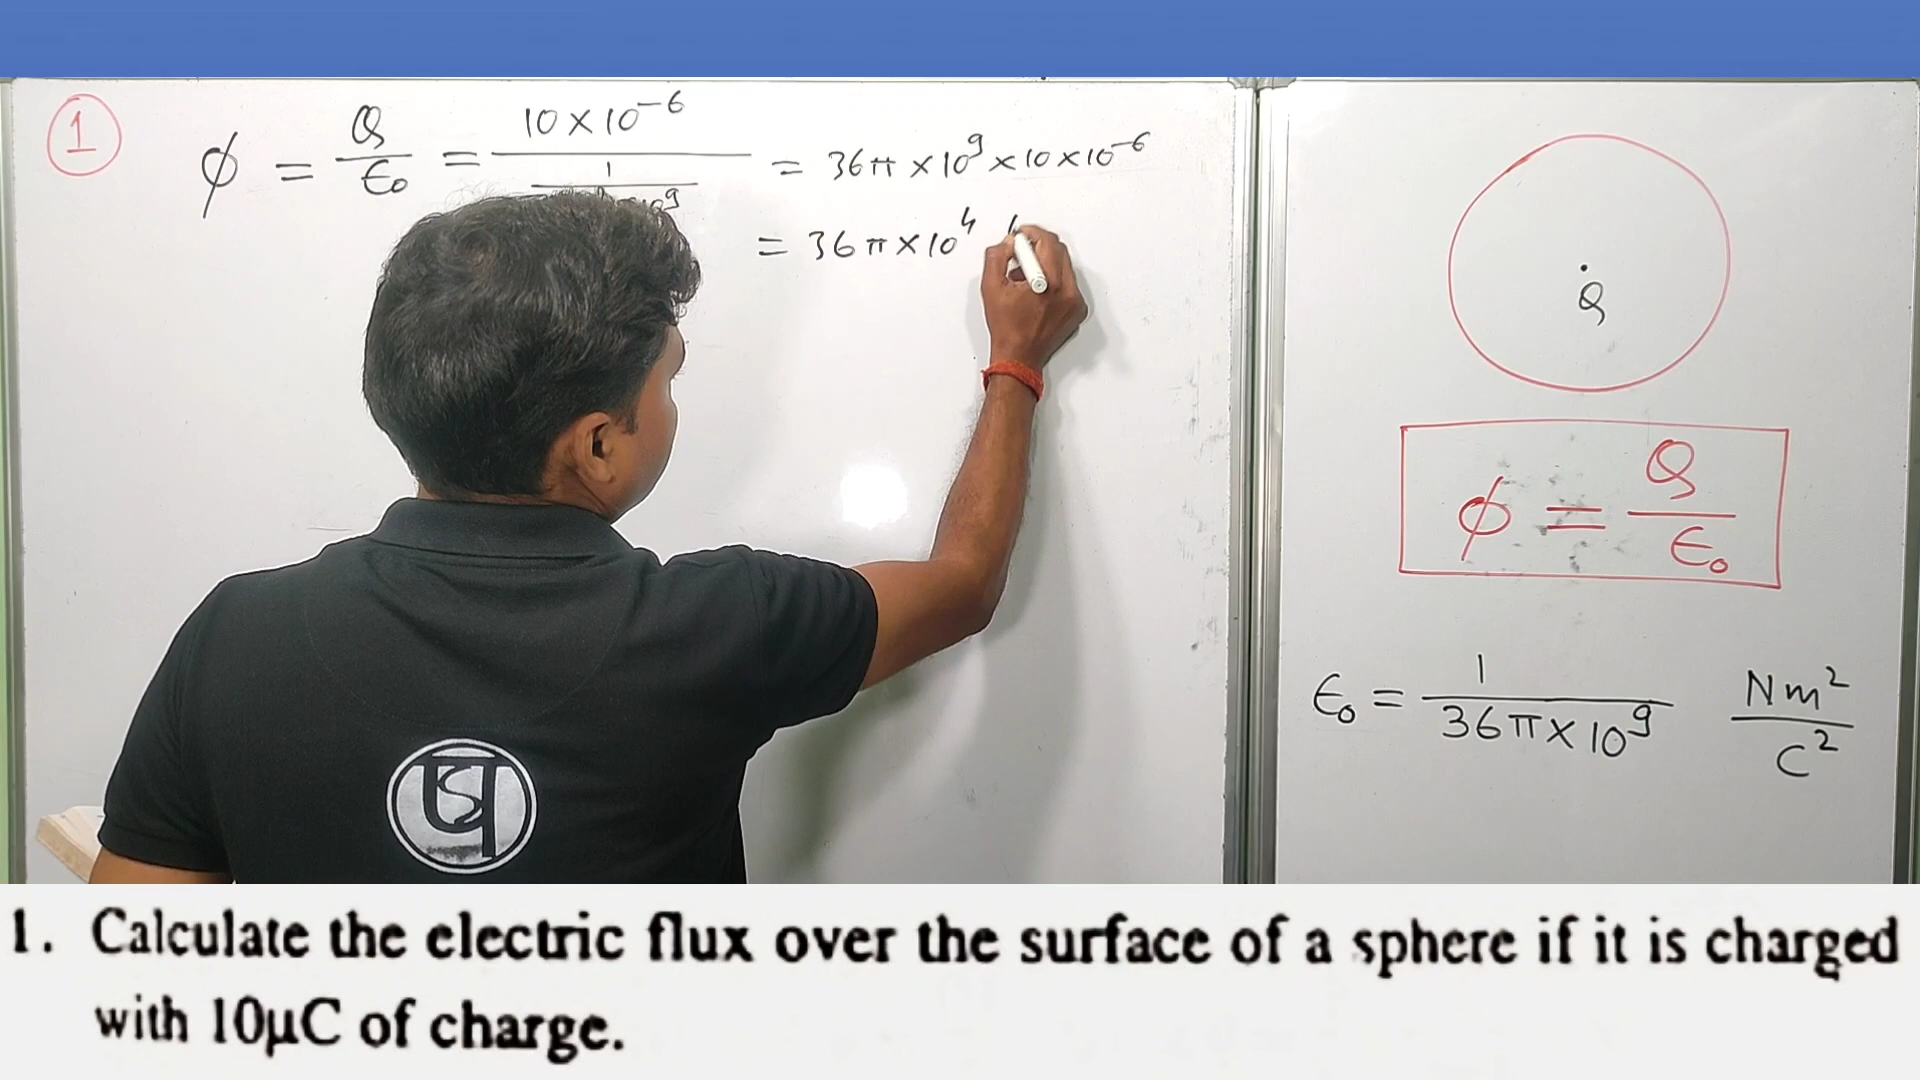 1
ϕ = Q/ϵ₀ = 10×10⁻⁶ / 1 = 36π × 10⁹ × 10 × 10⁻⁶
= 36π × 10⁴
Q
ϕ = Q/ϵ₀
ϵ₀ = 1/36π×10⁹ Nm²/C²
प
1. Calculate the electric flux over the surface of a sphere if it is charged
with 10μC of charge.